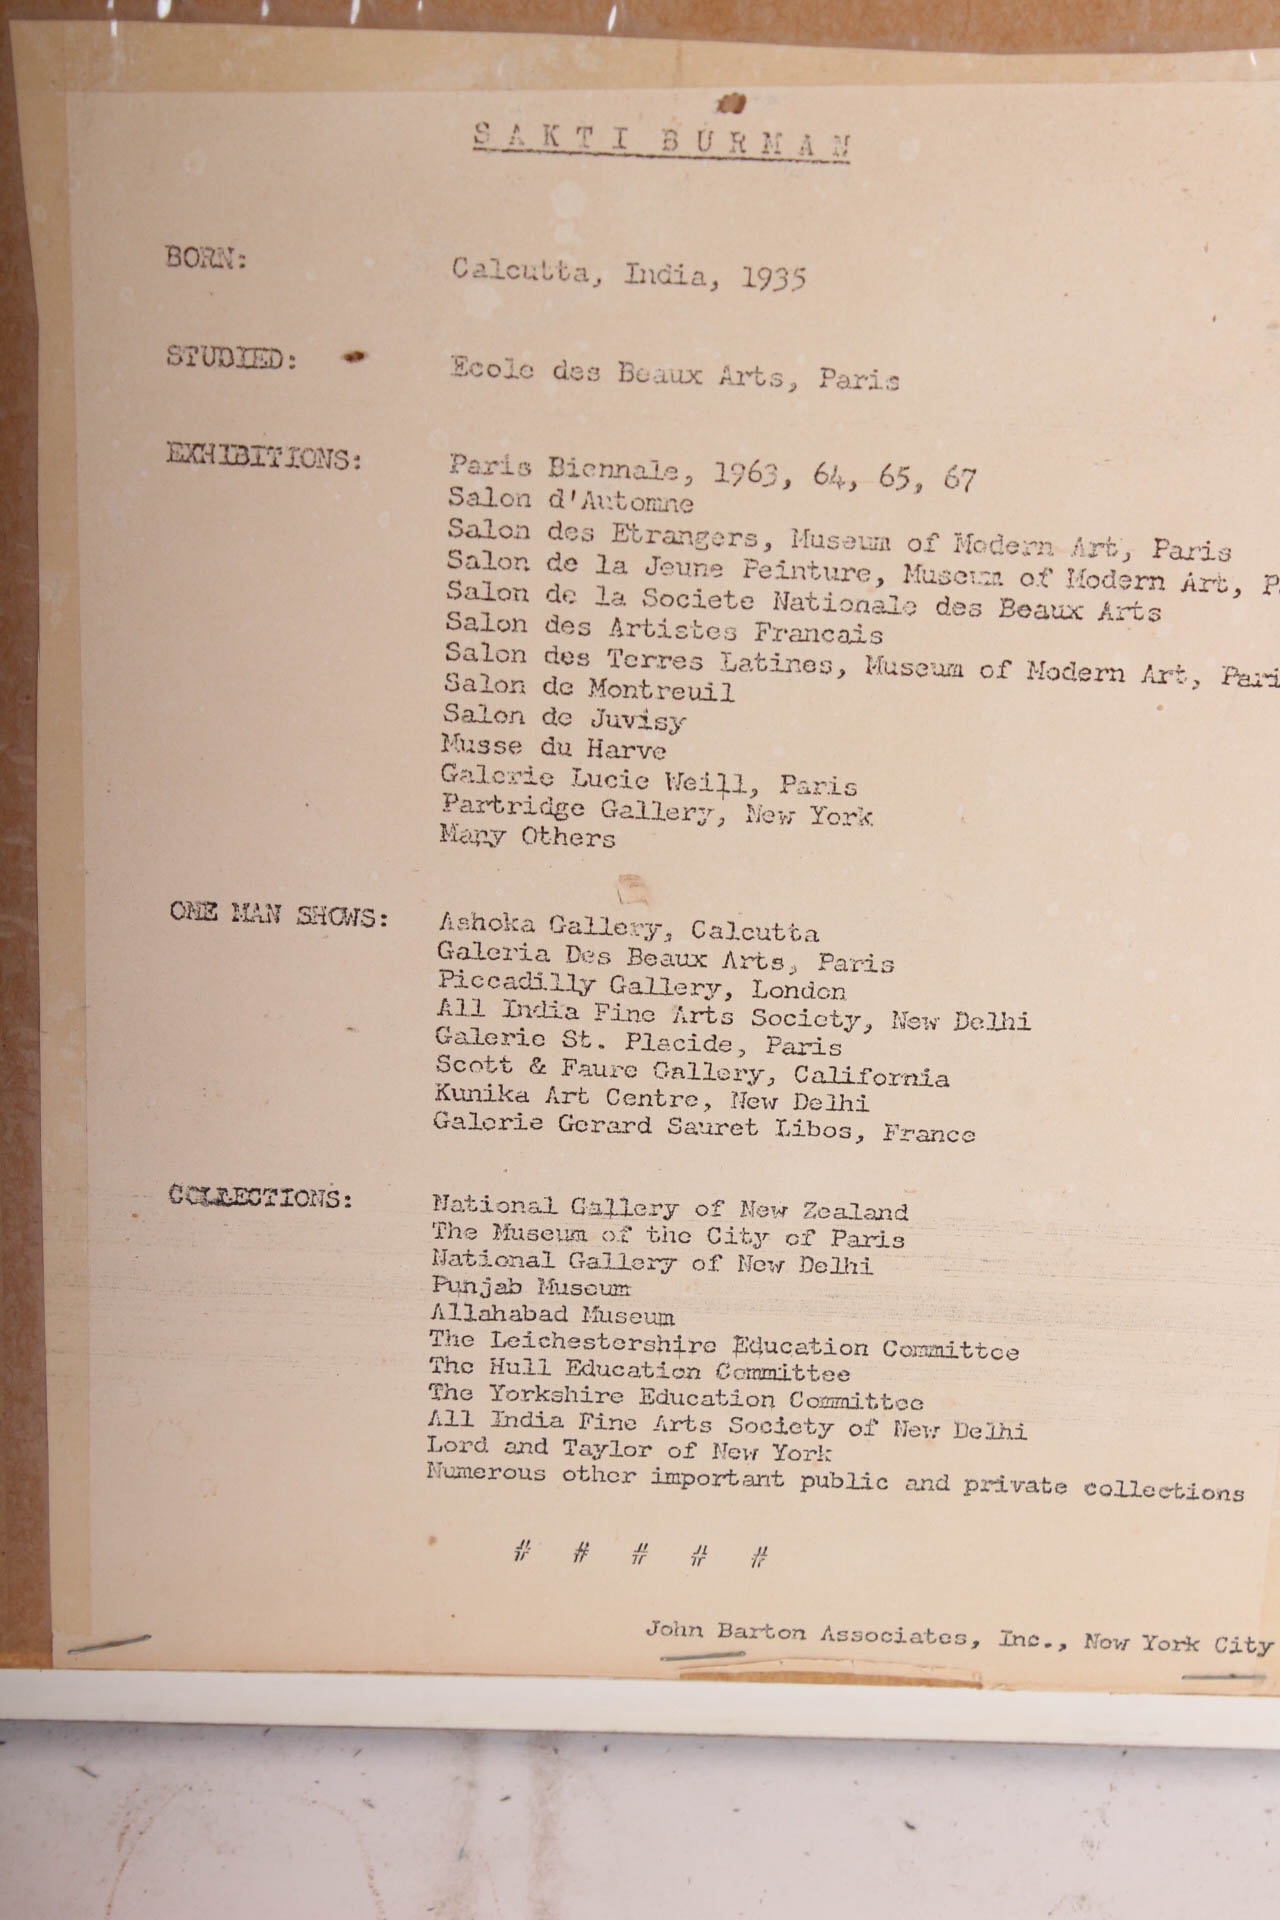 SAKTI BURMAN
BORN: Calcutta, India, 1935
STUDIED: Ecole des Beaux Arts, Paris
EXHIBITIONS: Paris Biennale, 1963, 64, 65, 67
Salon d'Automne
Salon des Etrangers, Museum of Modern Art, Paris
Salon de la Jeune Peinture, Museum of Modern Art,
Salon de la Societe Nationale des Beaux Arts
Salon des Artistes Francais
Salon des Terres Latines, Museum of Modern Art, Pari
Salon de Montreuil
Salon de Juvisy
Musse du Harve
Galerie Lucie Weill, Paris
Partridge Gallery, New York
Many Others
ONE MAN SHOWS: Ashoka Gallery, Calcutta
Galeria Des Beaux Arts, Paris
Piccadilly Gallery, London
All India Fine Arts Society, New Delhi
Galerie St. Placide, Paris
Scott & Faure Gallery, California
Kunika Art Centre, New Delhi
Galerie Gerard Sauret Libos, France
COLLECTIONS: National Gallery of New Zealand
The Museum of the City of Paris
National Gallery of New Delhi
Punjab Museum
Allahabad Museum
The Leichestershire Education Committee
The Hull Education Committee
The Yorkshire Education Committee
All India Fine Arts Society of New Delhi
Lord and Taylor of New York
Numerous other important public and private collections
# # # # #
John Barton Associates, Inc., New York City